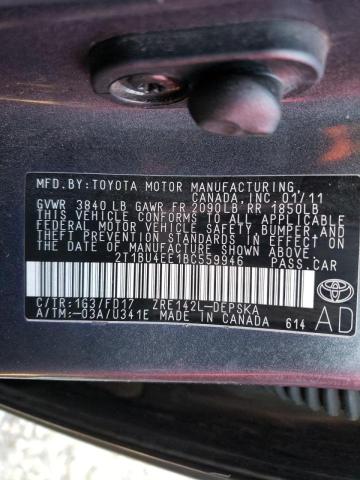 MFD.BY:TOYOTA MOTOR MANUFACTURING,
CANADA, INC. 01/11
GVWR 3840LB GAWR FR 2090LB RR 1850LB
THIS VEHICLE CONFORMS TO ALL APPLICABLE
FEDERAL MOTOR VEHICLE SAFETY, BUMPER, AND
THEFT PREVENTION STANDARDS IN EFFECT ON
THE DATE OF MANUFACTURE SHOWN ABOVE.
2T1BU4EE1BC559946 PASS.CAR
C/TR:1G3/FD17 ZRE142L-DEPSKA
A/TM:-03A/U341E MADE IN CANADA 614
AD
TOYOTA